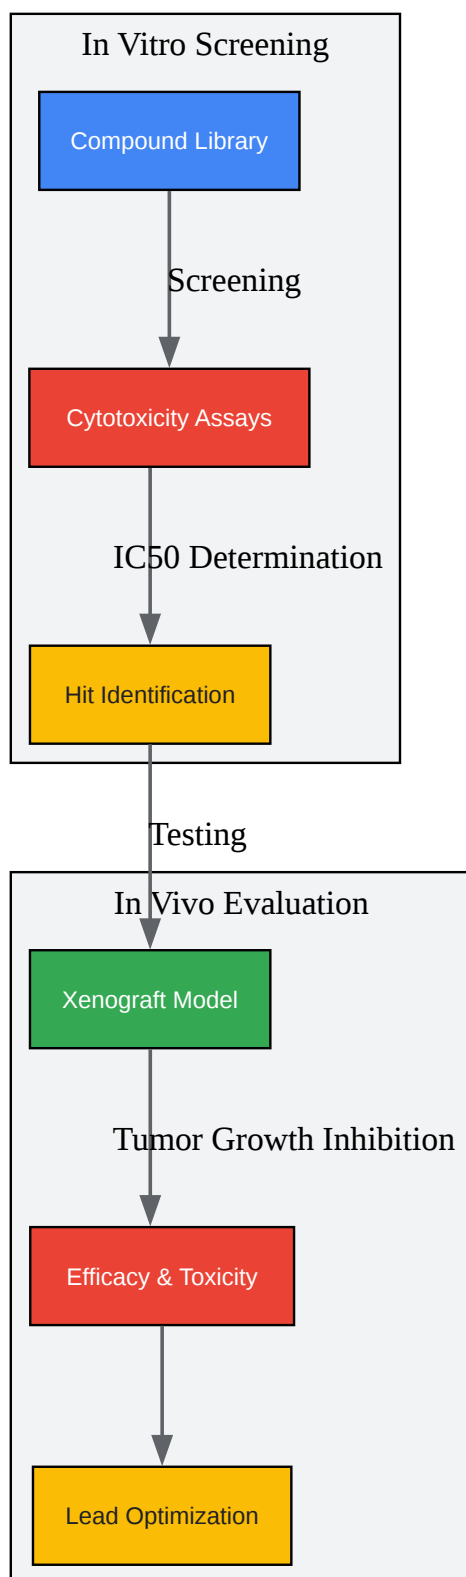 In Vitro Screening
Compound Library
Screening
Cytotoxicity Assays
IC50 Determination
Hit Identification
Testing
In Vivo Evaluation
Xenograft Model
Tumor Growth Inhibition
Efficacy & Toxicity
Lead Optimization